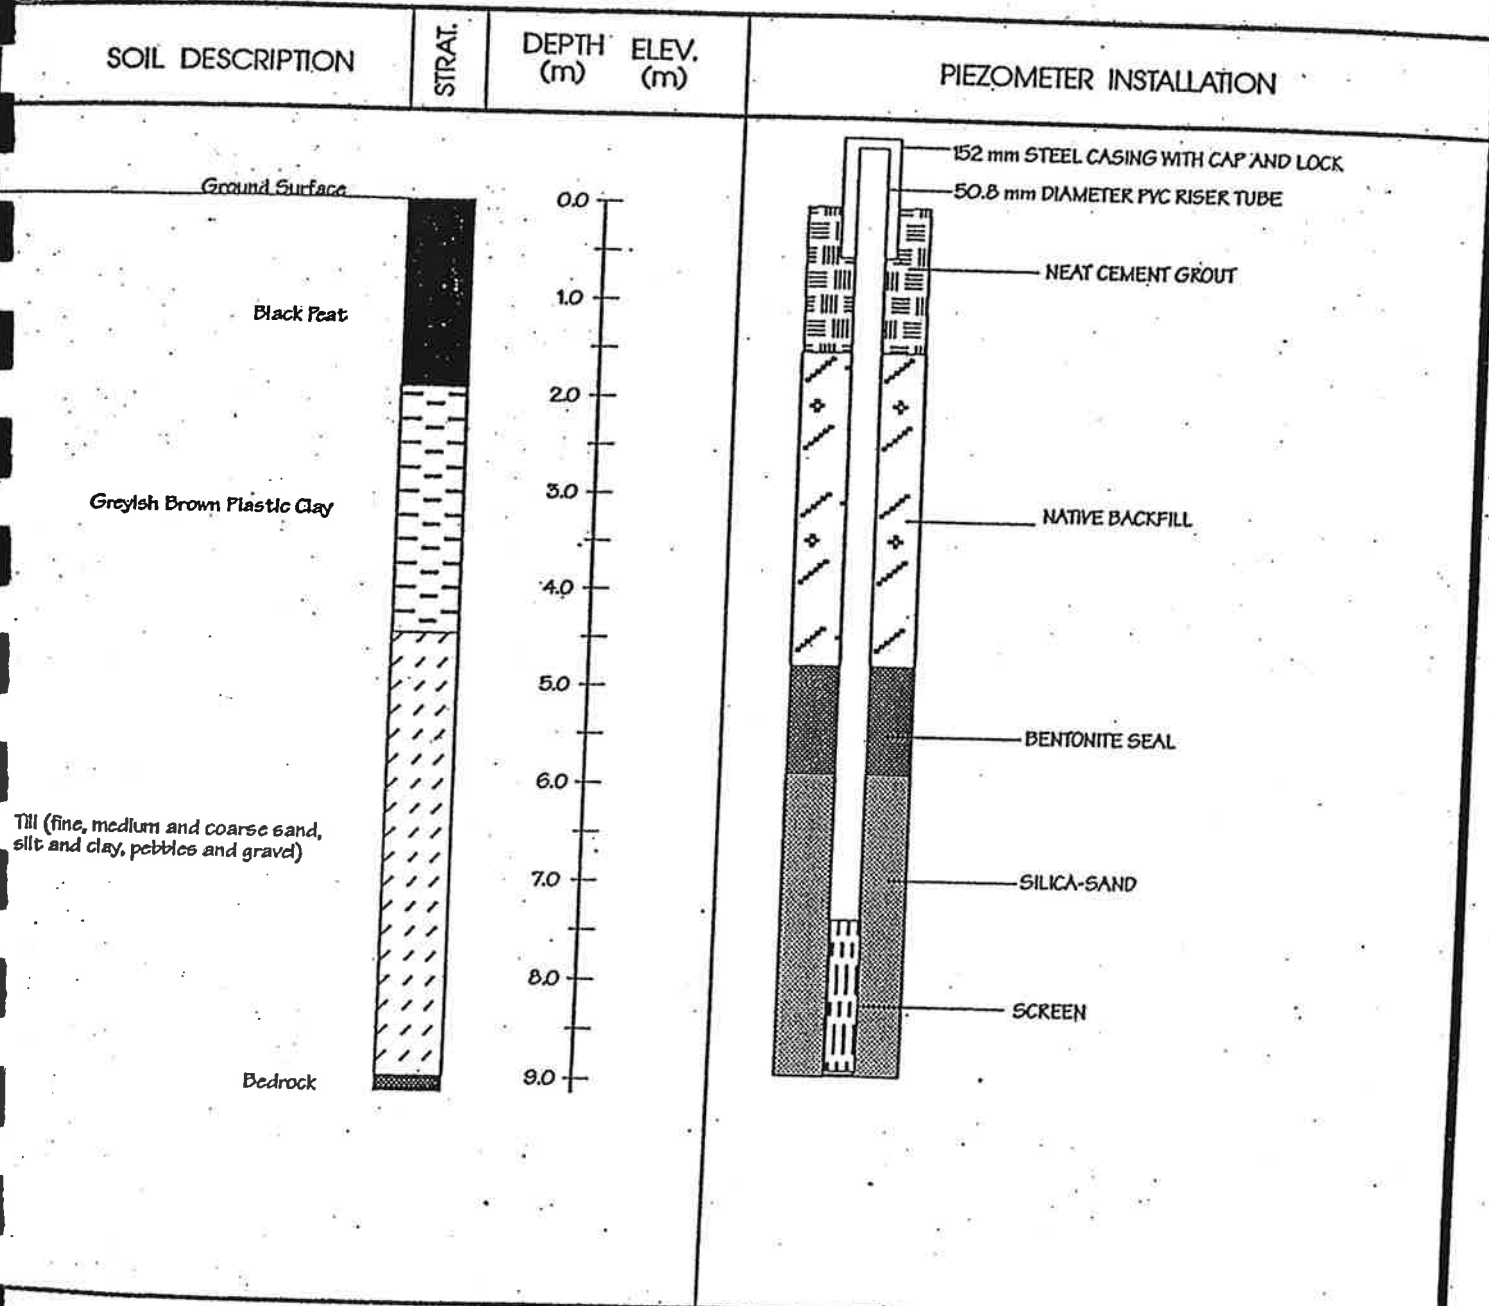 SOIL DESCRIPTION
STRAT.
DEPTH ELEV.
(m) (m)
PIEZOMETER INSTALLATION
152 mm STEEL CASING WITH CAP AND LOCK
Ground Surface
50.8 mm DIAMETER PVC RISER TUBE
0.0
NEAT CEMENT GROUT
1.0
Black Peat
2.0
3.0
Greyish Brown Plastic Clay
NATIVE BACKFILL
4.0
5.0
BENTONITE SEAL
6.0
Till (fine, medium and coarse sand,
silt and clay, pebbles and gravel)
7.0
SILICA-SAND
8.0
SCREEN
9.0
Bedrock